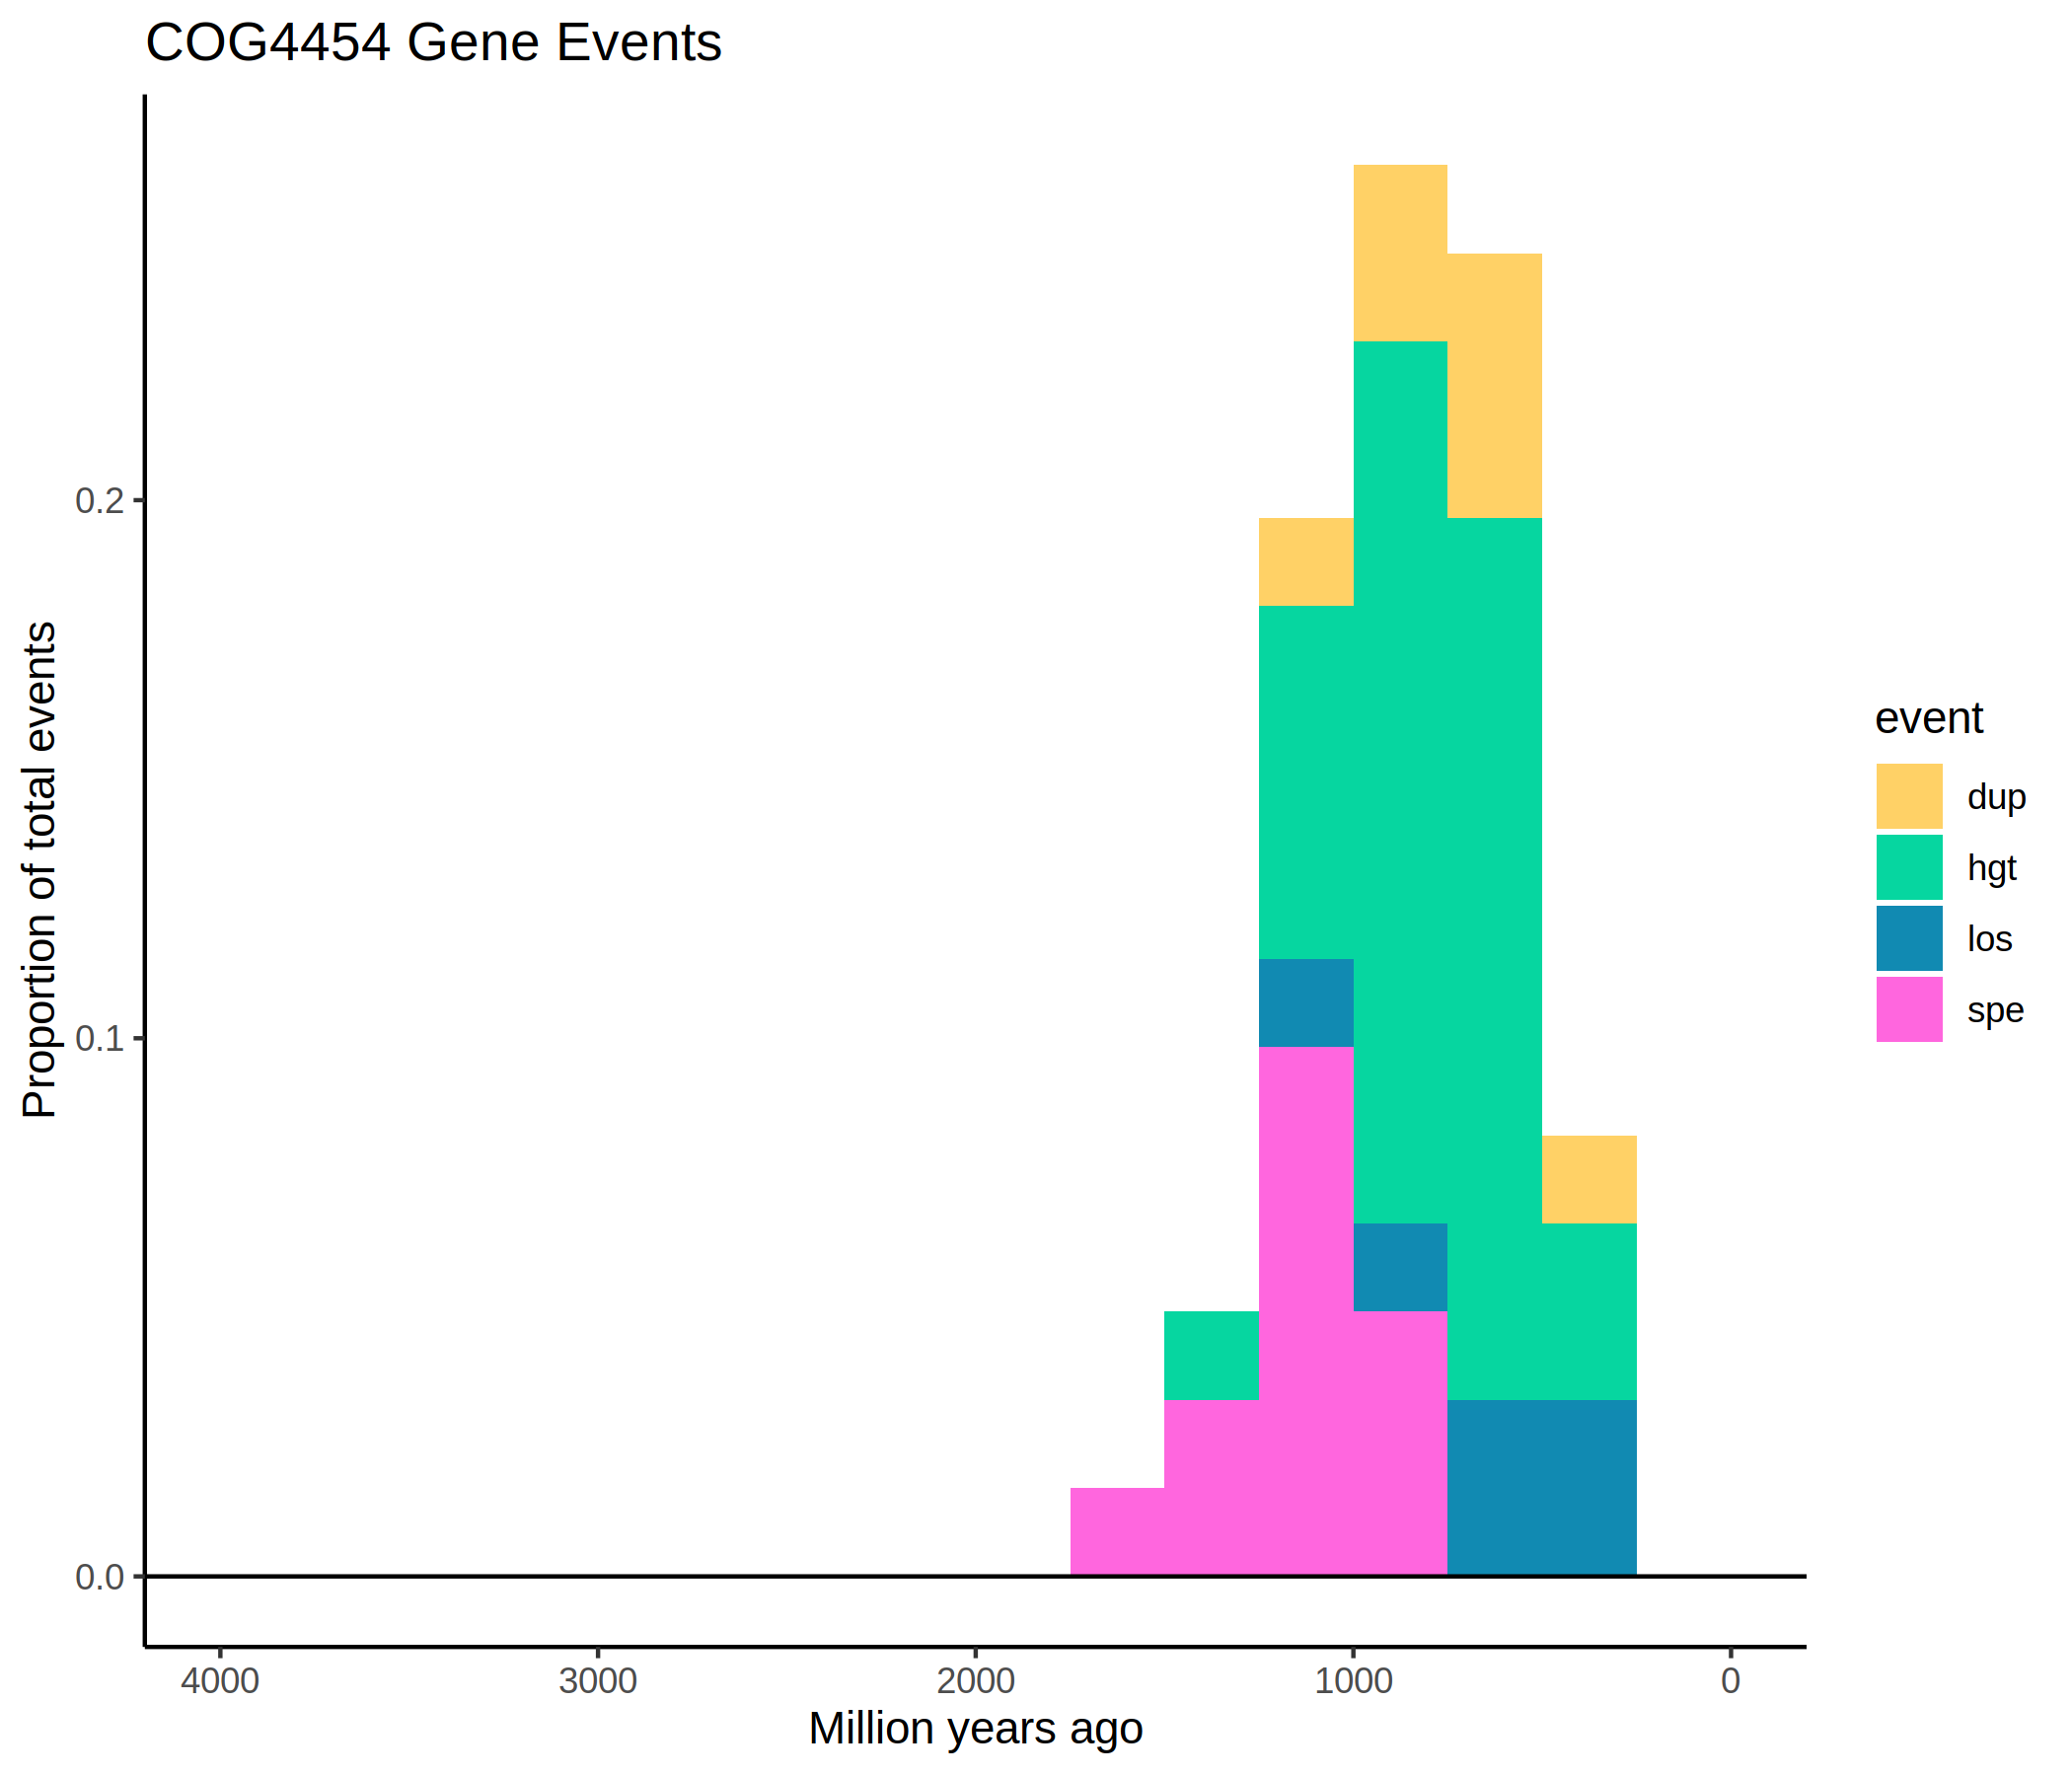 COG4454 Gene Events
Proportion of total events
0.2
0.1
0.0
4000 3000 2000 1000 0
Million years ago
event
dup
hgt
los
spe